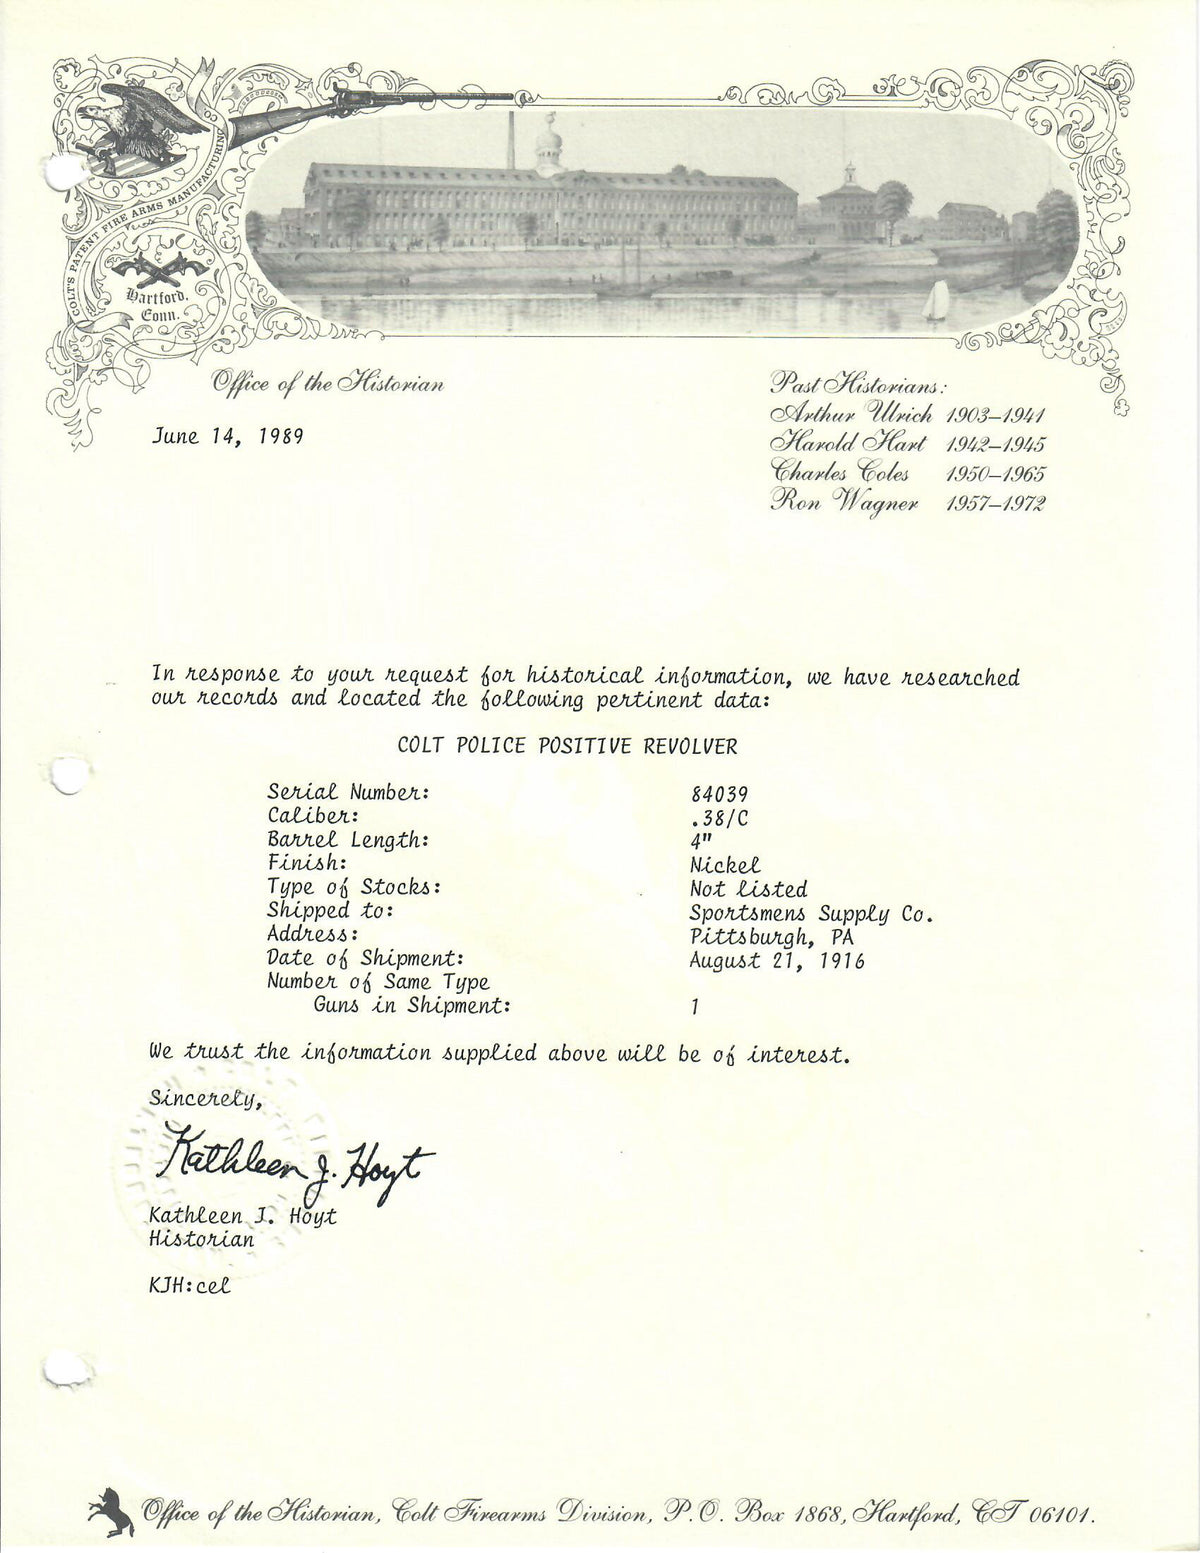 COLT'S PATENT FIRE ARMS MANUFACTURING Co
Hartford,
Conn.
Office of the Historian
Past Historians:
Arthur Ulrich 1903–1941
Harold Hart 1942–1945
Charles Coles 1950–1965
Ron Wagner 1957–1972
June 14, 1989
In response to your request for historical information, we have researched
our records and located the following pertinent data:
COLT POLICE POSITIVE REVOLVER
Serial Number: 84039
Caliber: .38/C
Barrel Length: 4"
Finish: Nickel
Type of Stocks: Not listed
Shipped to: Sportsmens Supply Co.
Address: Pittsburgh, PA
Date of Shipment: August 21, 1916
Number of Same Type
Guns in Shipment: 1
We trust the information supplied above will be of interest.
Sincerely,
Kathleen J. Hoyt
Kathleen J. Hoyt
Historian
KJH:cel
Office of the Historian, Colt Firearms Division, P.O. Box 1868, Hartford, CT 06101.